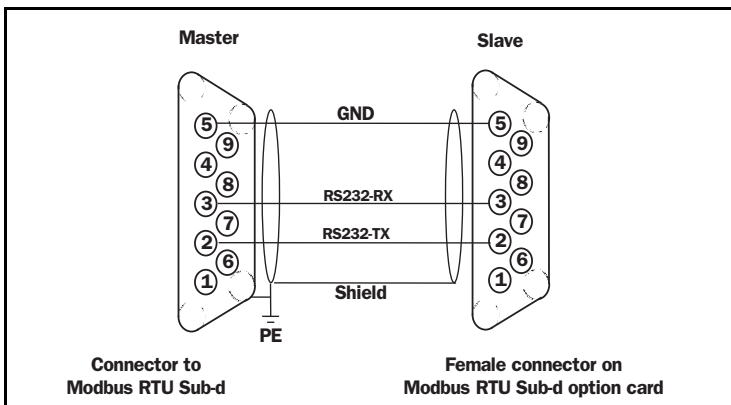 Master
Slave
GND
5
5
9
9
4
4
8
8
RS232-RX
3
3
7
7
RS232-TX
2
2
6
6
1
1
Shield
PE
Connector to
Modbus RTU Sub-d
Female connector on
Modbus RTU Sub-d option card